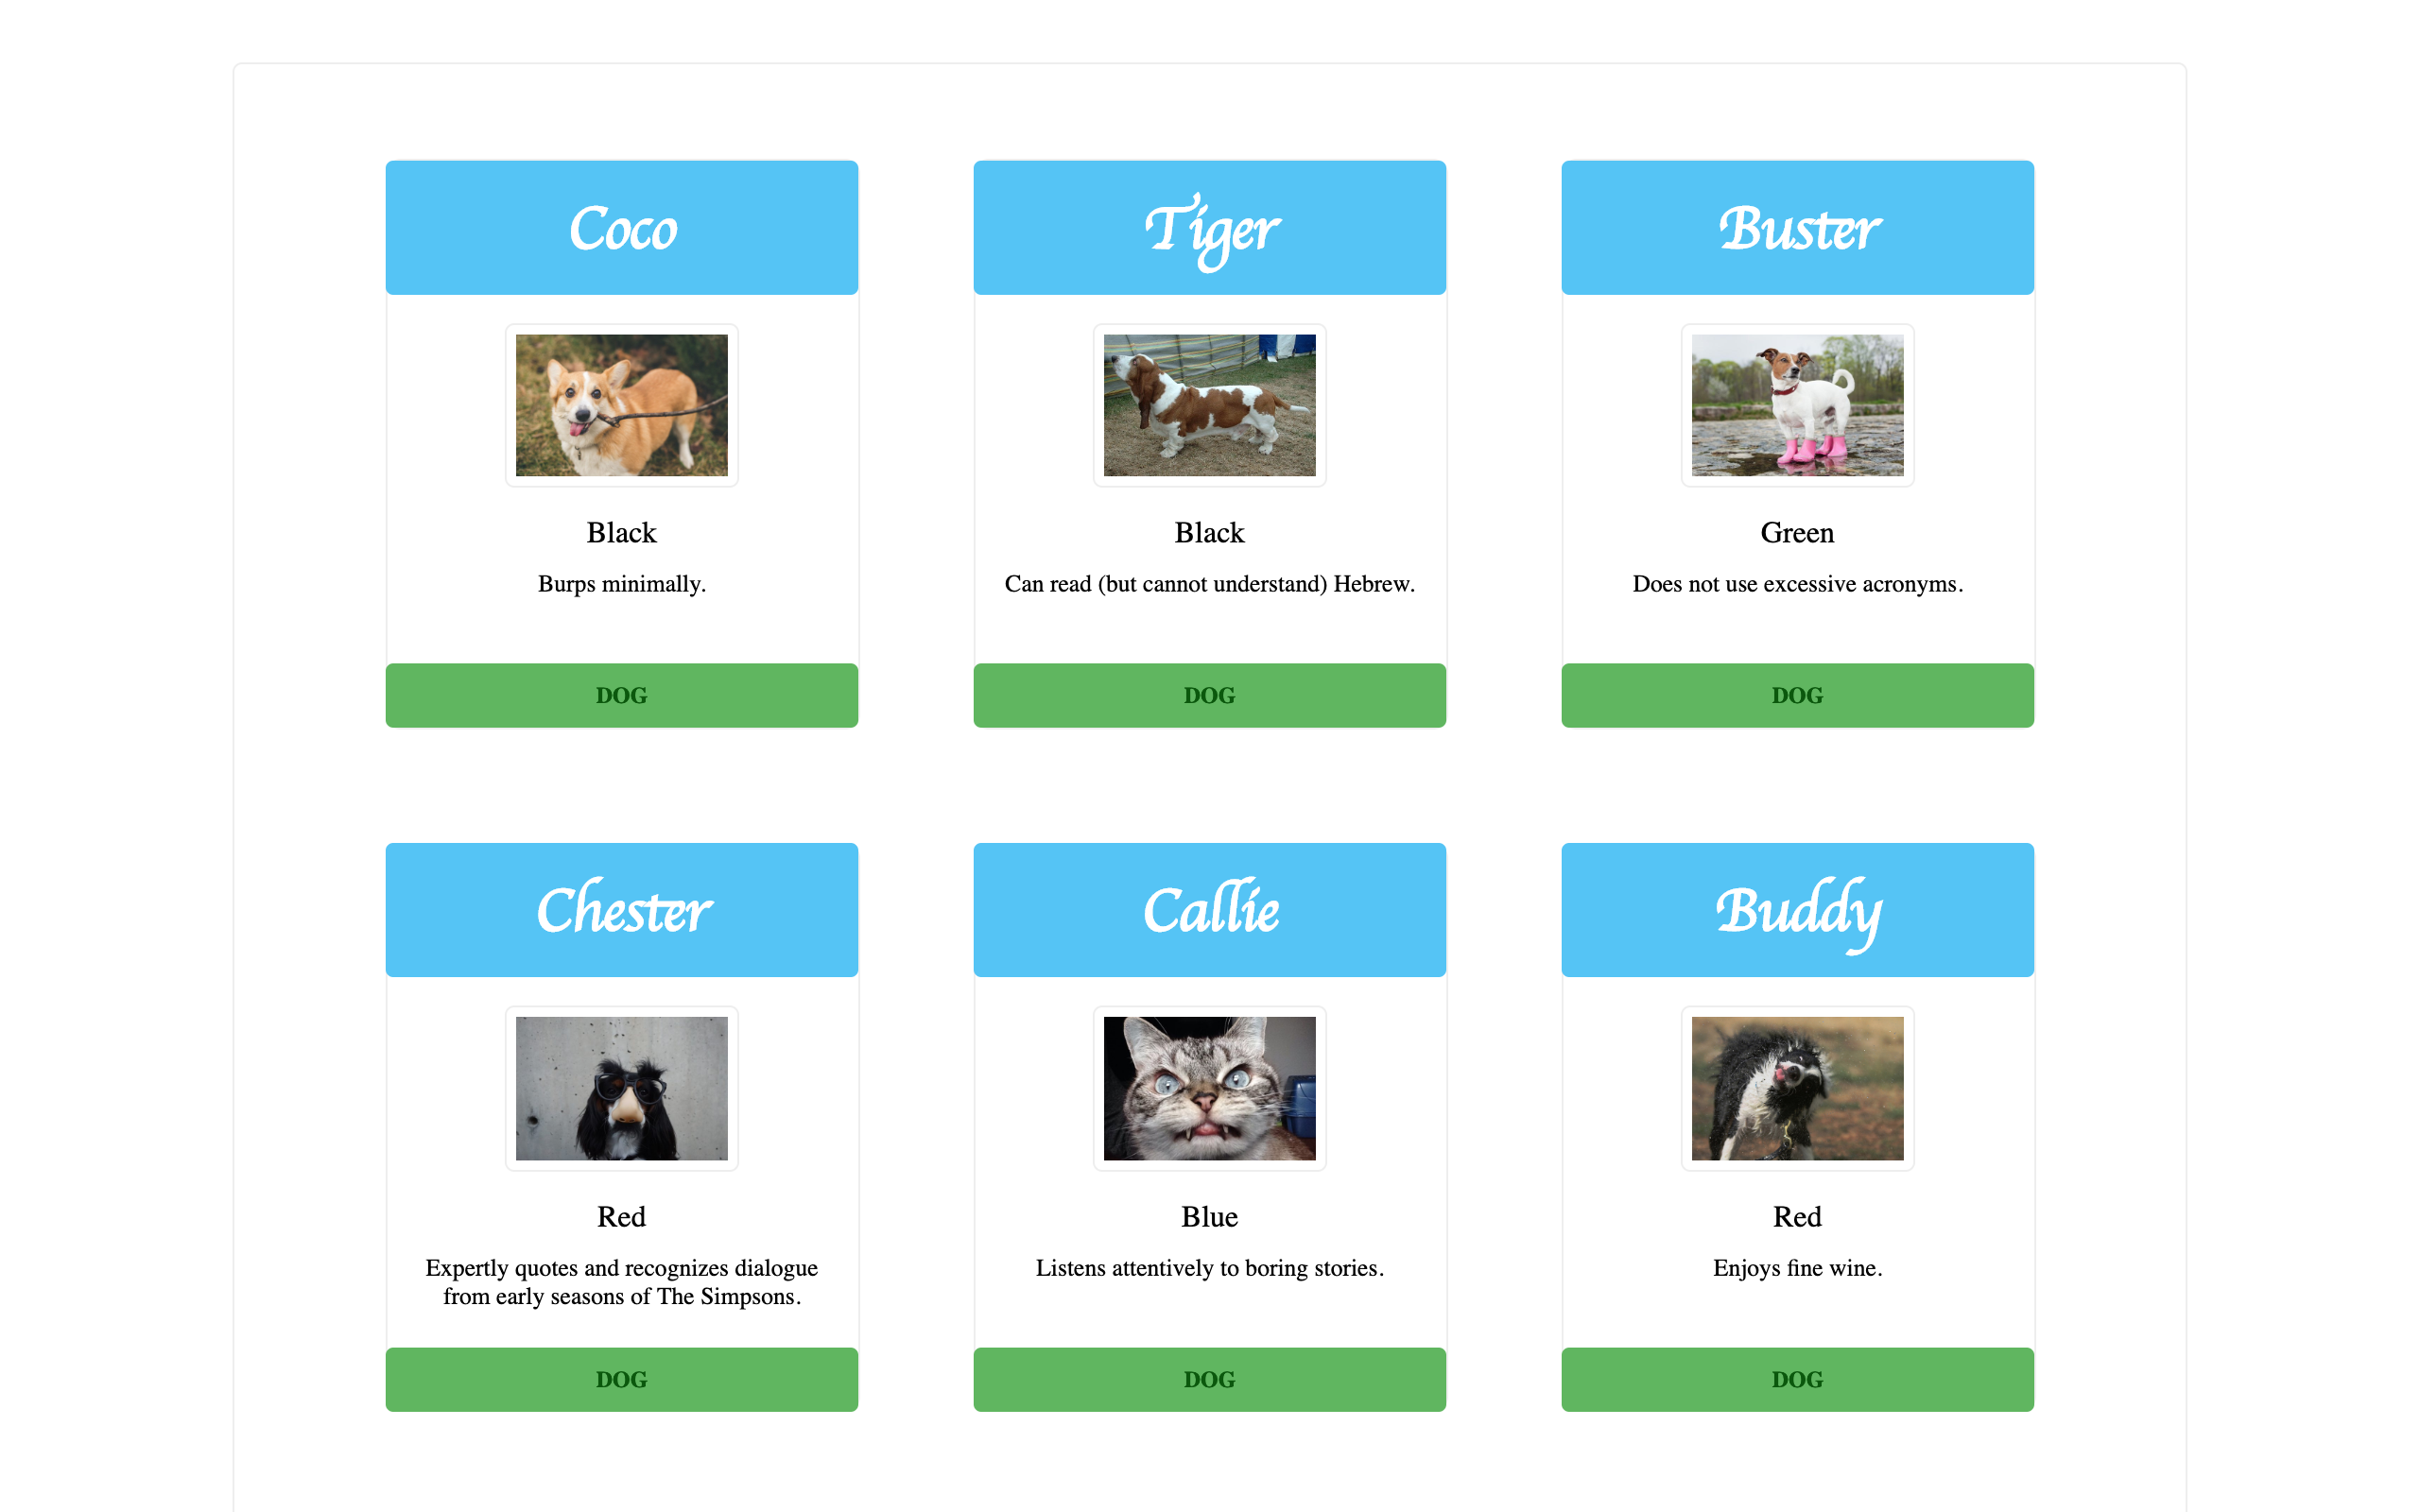 Coco
Tiger
Buster
Black
Black
Green
Burps minimally.
Can read (but cannot understand) Hebrew.
Does not use excessive acronyms.
DOG
DOG
DOG
Chester
Callie
Buddy
Red
Blue
Red
Expertly quotes and recognizes dialogue
from early seasons of The Simpsons.
Listens attentively to boring stories.
Enjoys fine wine.
DOG
DOG
DOG